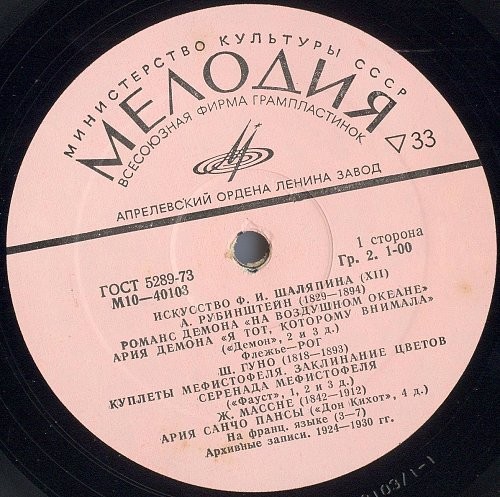 МИНИСТЕРСТВО КУЛЬТУРЫ СССР
МЕЛОДИЯ
ВСЕСОЮЗНАЯ ФИРМА ГРАМПЛАСТИНОК
33
АПРЕЛЕВСКИЙ ОРДЕНА ЛЕНИНА ЗАВОД
ГОСТ 5289-73
М10—40103
1 сторона
Гр. 2. 1-00
ИСКУССТВО Ф. И. ШАЛЯПИНА (XII)
А. РУБИНШТЕЙН (1829—1894)
РОМАНС ДЕМОНА «НА ВОЗДУШНОМ ОКЕАНЕ»
АРИЯ ДЕМОНА «Я ТОТ, КОТОРОМУ ВНИМАЛА»
(«Демон», 2 и 3 д.)
Флежье—РОГ
Ш. ГУНО (1818—1893)
КУПЛЕТЫ МЕФИСТОФЕЛЯ. ЗАКЛИНАНИЕ ЦВЕТОВ
СЕРЕНАДА МЕФИСТОФЕЛЯ
(«Фауст», 1, 2 и 3 д.)
Ж. МАССНЕ (1842—1912)
АРИЯ САНЧО ПАНСЫ («Дон Кихот», 4 д.)
На франц. языке (3—7)
Архивные записи. 1924—1930 гг.